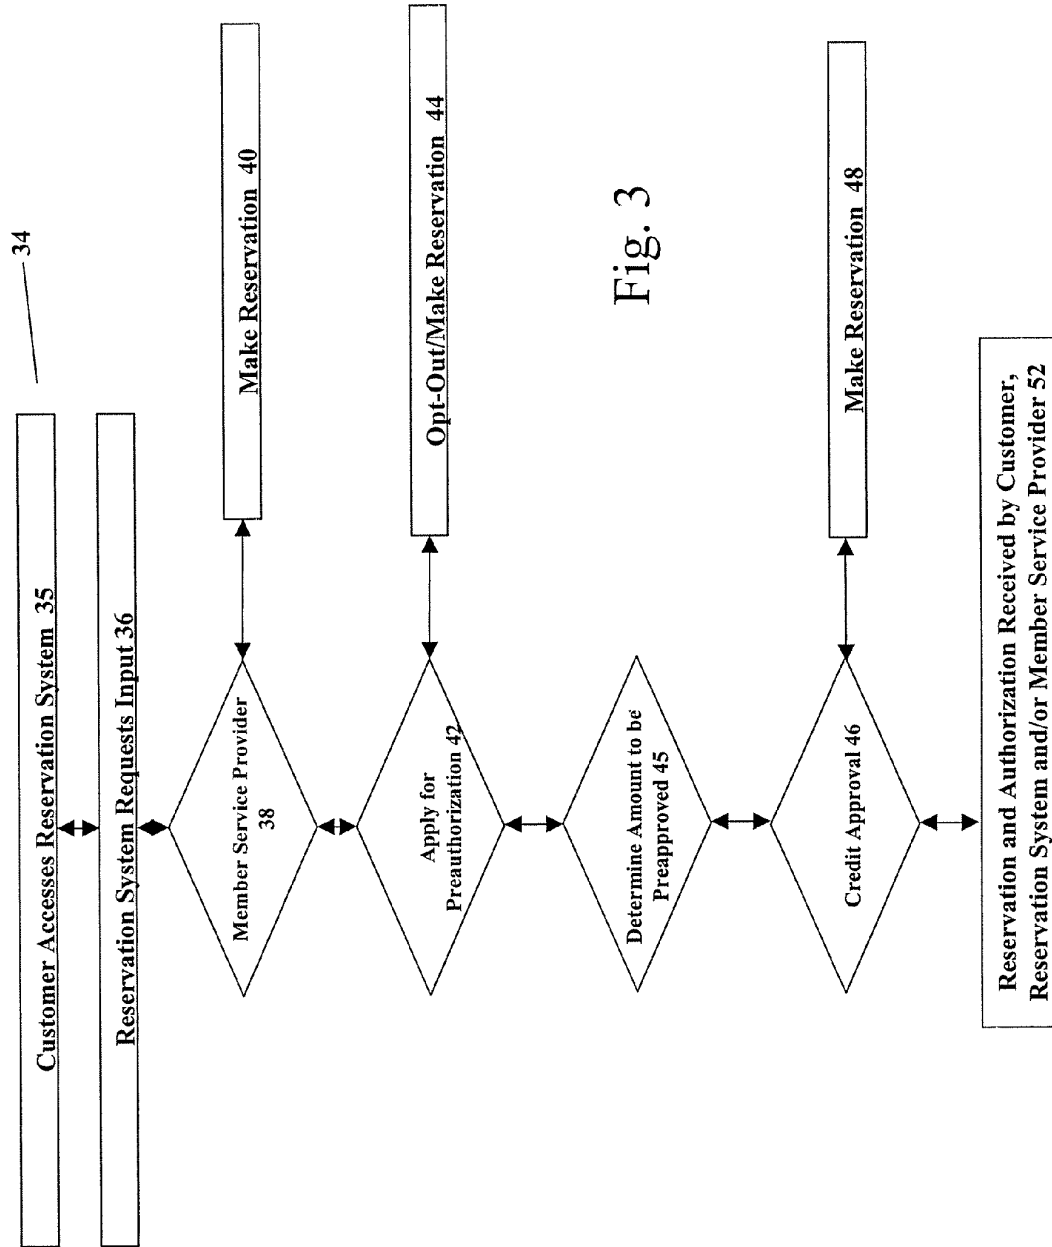 34
Customer Accesses Reservation System 35
Reservation System Requests Input 36
Member Service Provider
38
Make Reservation 40
Apply for
Preauthorization 42
Opt-Out/Make Reservation 44
Determine Amount to be
Preapproved 45
Fig. 3
Credit Approval 46
Make Reservation 48
Reservation and Authorization Received by Customer,
Reservation System and/or Member Service Provider 52